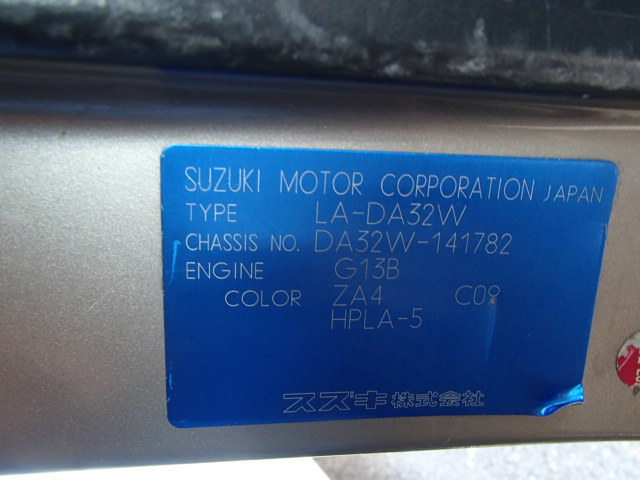 SUZUKI MOTOR CORPORATION JAPAN
TYPE LA-DA32W
CHASSIS NO. DA32W-141782
ENGINE G13B
COLOR ZA4 C09
HPLA-5
スズキ株式会社